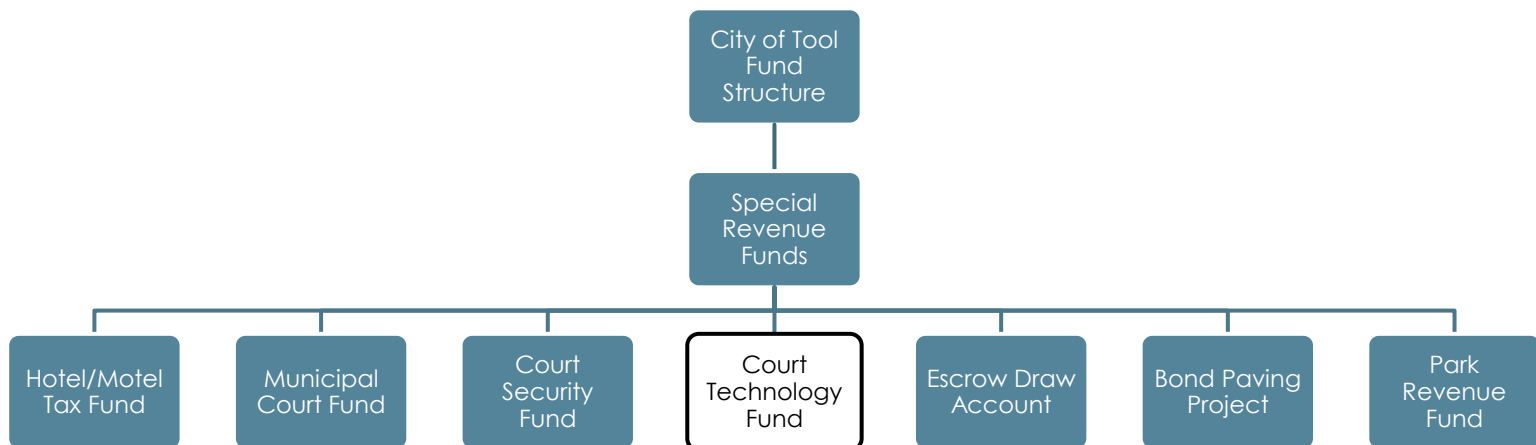 City of Tool
Fund
Structure
Special
Revenue
Funds
Hotel/Motel
Tax Fund
Municipal
Court Fund
Court
Security
Fund
Court
Technology
Fund
Escrow Draw
Account
Bond Paving
Project
Park
Revenue
Fund